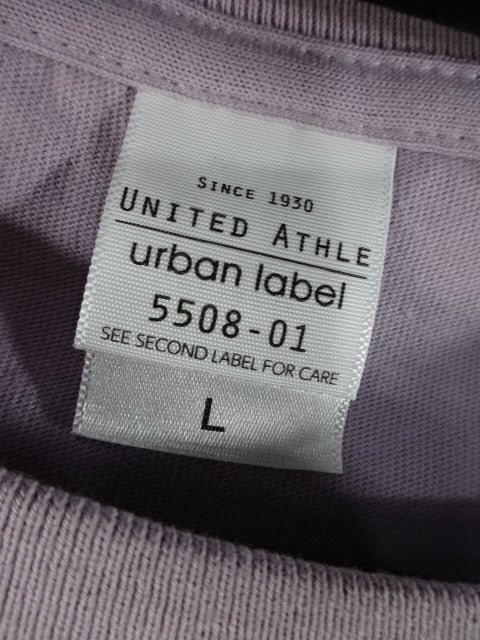 SINCE 1930
UNITED ATHLE
urban label
5508-01
SEE SECOND LABEL FOR CARE
L